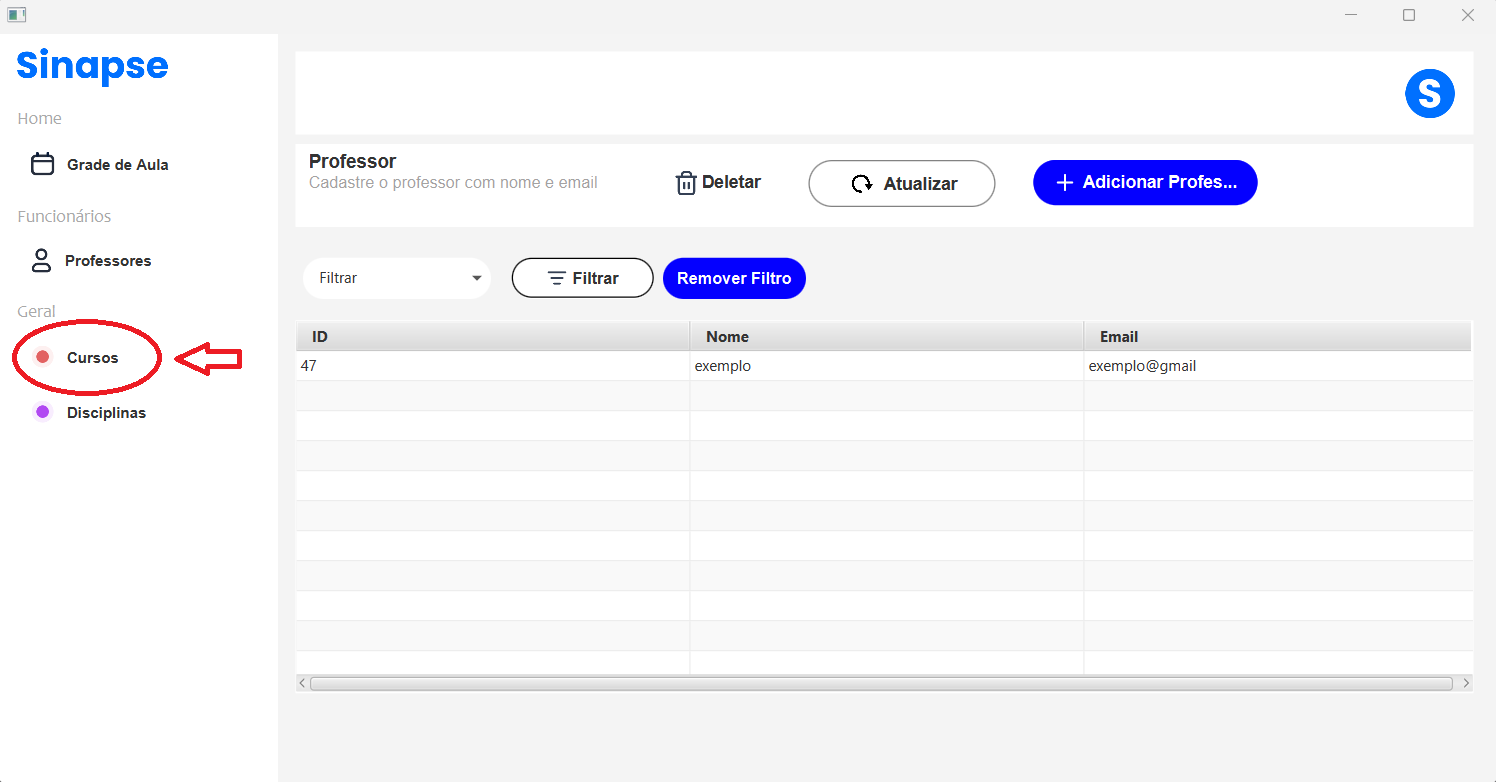 Sinapse
Home
Grade de Aula
Funcionários
Professores
Geral
Cursos
Disciplinas
S
Professor
Cadastre o professor com nome e email
Deletar
Atualizar
Adicionar Profes...
Filtrar
Filtrar
Remover Filtro
ID Nome Email
47 exemplo exemplo@gmail